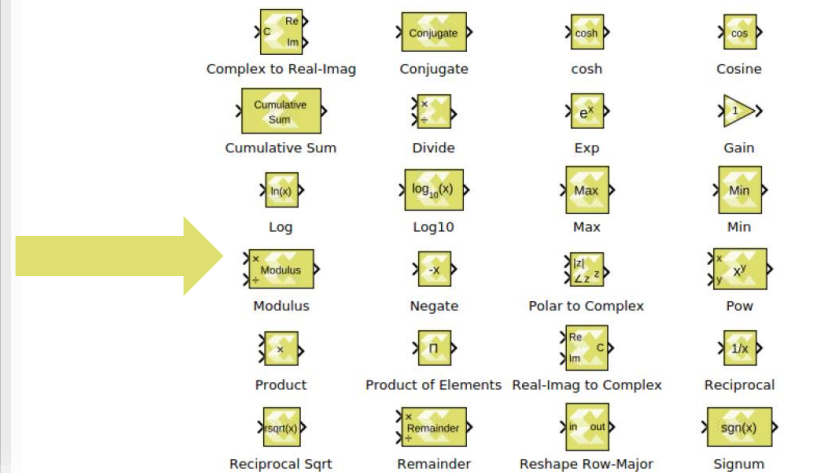 Re
C
Im
Conjugate
cosh
cos
Complex to Real-Imag Conjugate cosh Cosine
Cumulative
Sum
×
÷
eˣ
1
Cumulative Sum Divide Exp Gain
ln(x)
log₁₀(x)
Max
Min
Log Log10 Max Min
×
Modulus
÷
-x
|z|
z
∠z
x
xʸ
y
Modulus Negate Polar to Complex Pow
×
Π
Re
C
Im
1/x
Product Product of Elements Real-Imag to Complex Reciprocal
rsqrt(x)
×
Remainder
÷
in out
sgn(x)
Reciprocal Sqrt Remainder Reshape Row-Major Signum